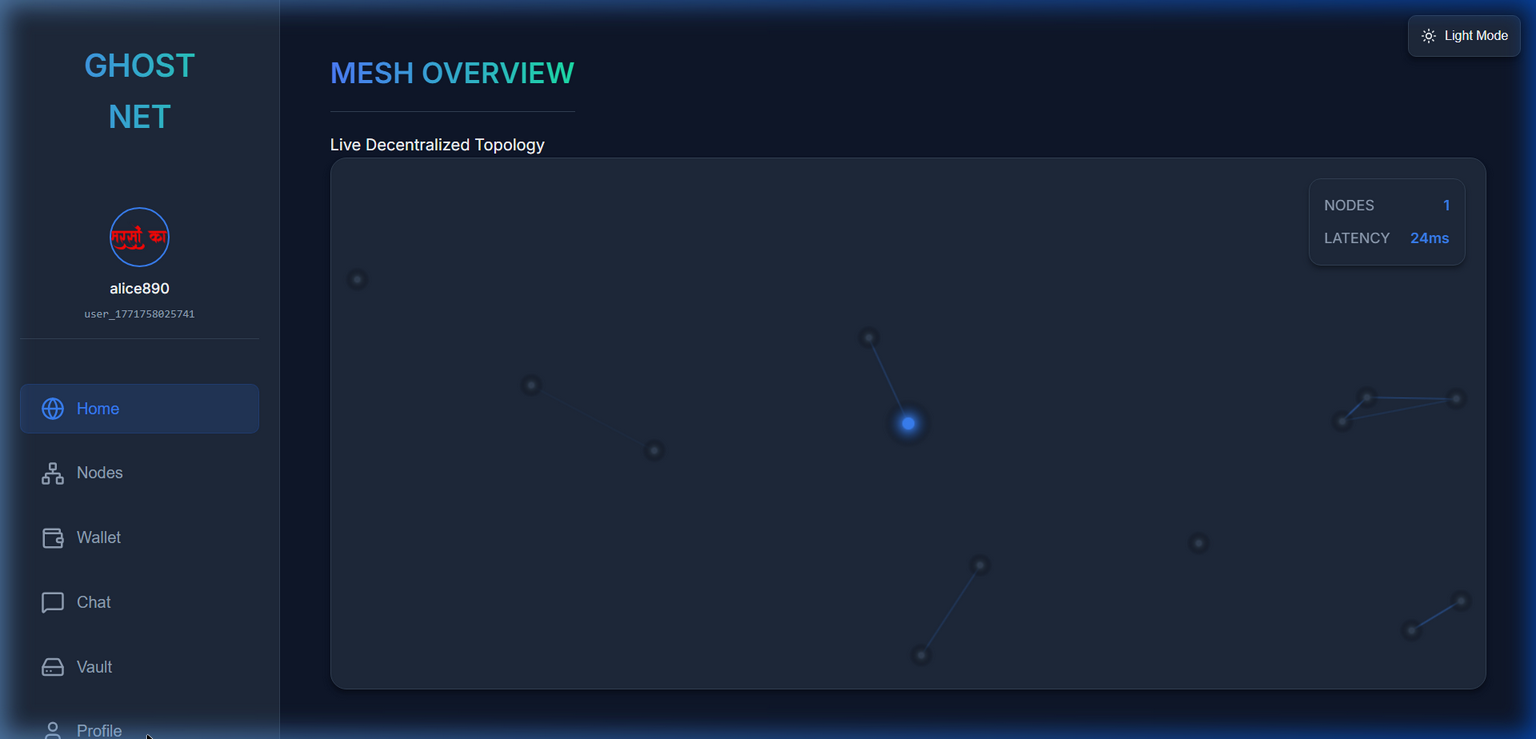 GHOST
NET
सरसों का
alice890
user_1771758025741
Home
Nodes
Wallet
Chat
Vault
Profile
Light Mode
MESH OVERVIEW
Live Decentralized Topology
NODES 1
LATENCY 24ms